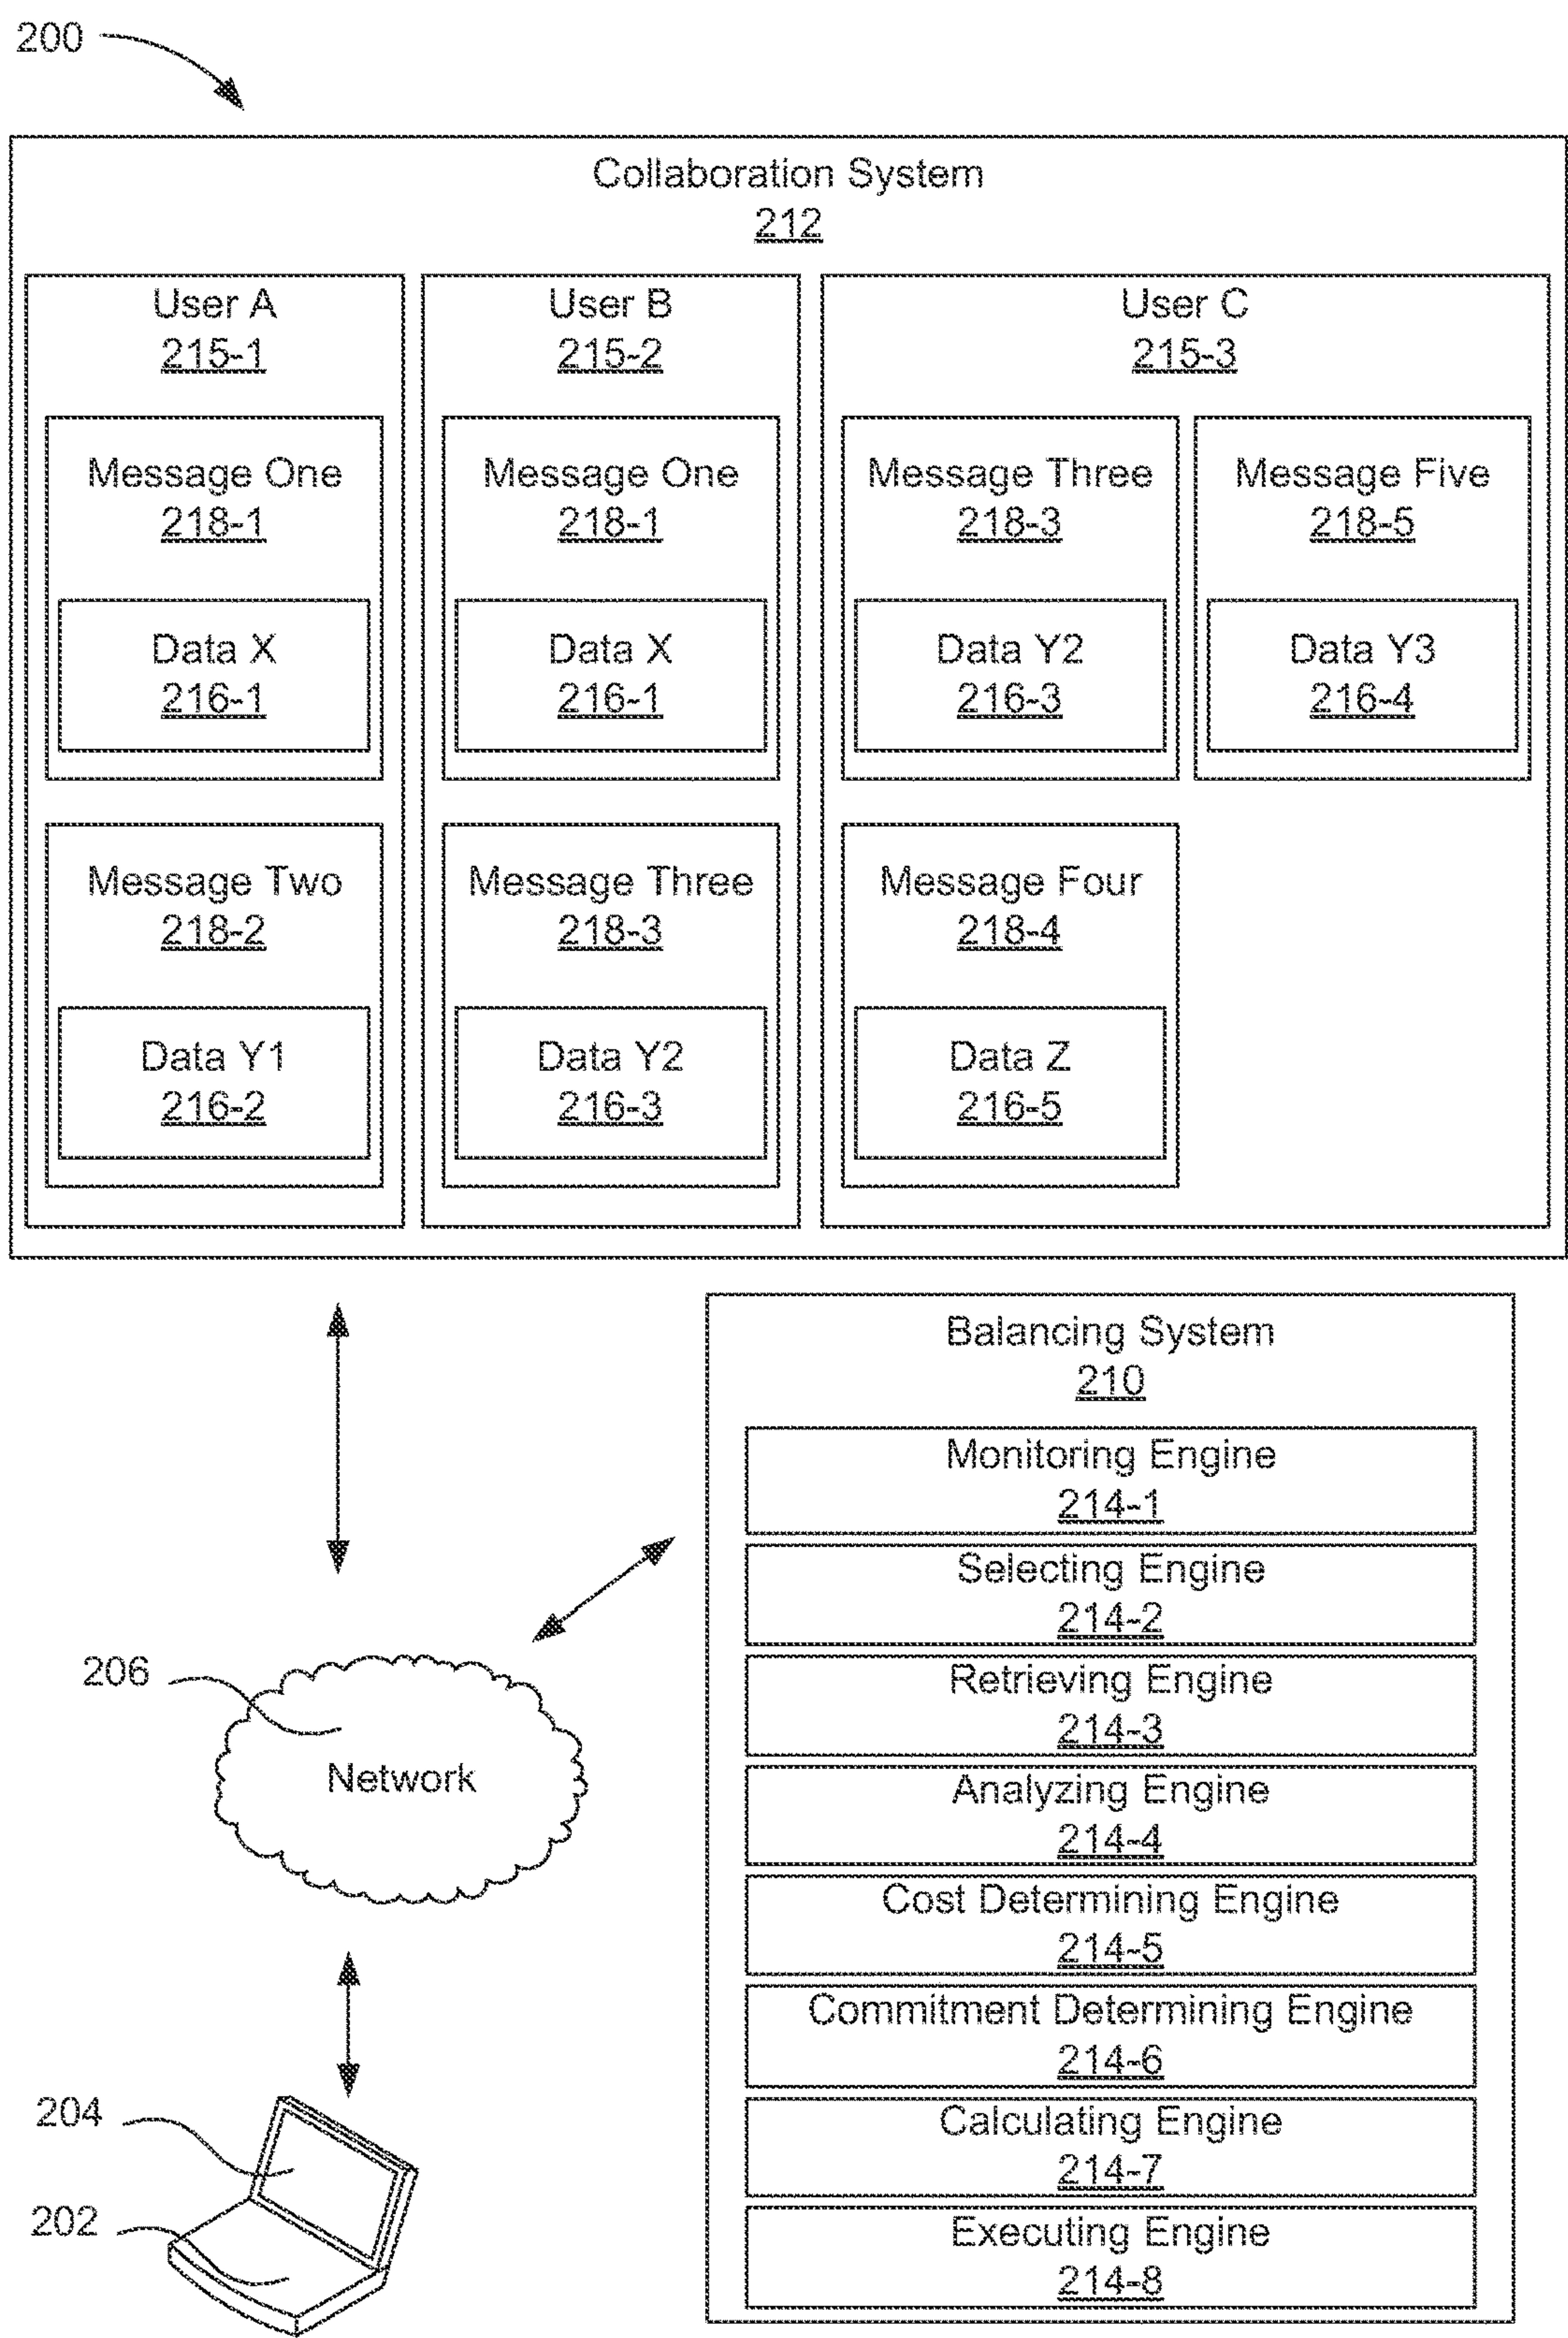 200
Collaboration System
212
User A
215-1
Message One
218-1
Data X
216-1
Message Two
218-2
Data Y1
216-2
User B
215-2
Message One
218-1
Data X
216-1
Message Three
218-3
Data Y2
216-3
User C
215-3
Message Three
218-3
Data Y2
216-3
Message Five
218-5
Data Y3
216-4
Message Four
218-4
Data Z
216-5
Balancing System
210
Monitoring Engine
214-1
Selecting Engine
214-2
Retrieving Engine
214-3
Analyzing Engine
214-4
Cost Determining Engine
214-5
Commitment Determining Engine
214-6
Calculating Engine
214-7
Executing Engine
214-8
206
Network
204
202